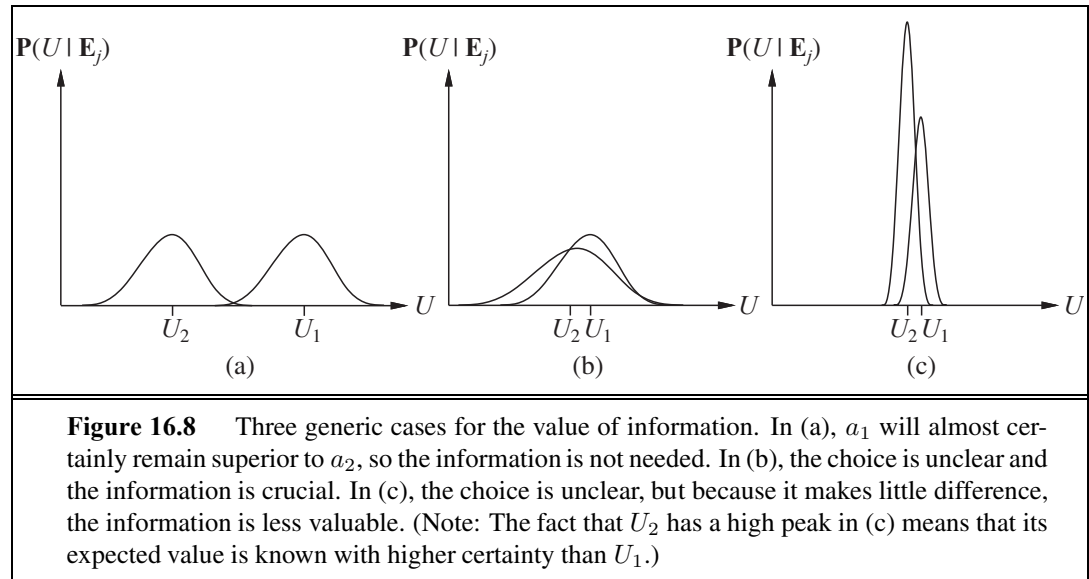 P(U | E_j)
P(U | E_j)
P(U | E_j)
U_2
U_1
U
U_2 U_1
U
U_2 U_1
U
(a)
(b)
(c)
Figure 16.8 Three generic cases for the value of information. In (a), a_1 will almost cer-
tainly remain superior to a_2, so the information is not needed. In (b), the choice is unclear and
the information is crucial. In (c), the choice is unclear, but because it makes little difference,
the information is less valuable. (Note: The fact that U_2 has a high peak in (c) means that its
expected value is known with higher certainty than U_1.)